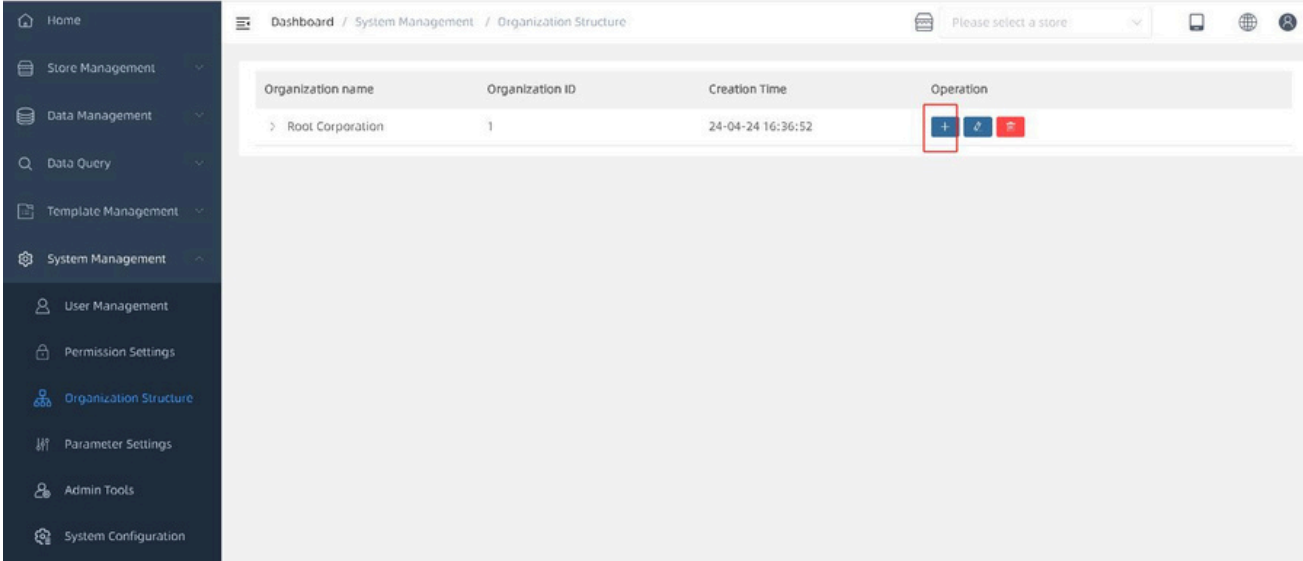 Home
Dashboard / System Management / Organization Structure
Please select a store
Store Management
Data Management
Data Query
Template Management
System Management
User Management
Permission Settings
Organization Structure
Parameter Settings
Admin Tools
System Configuration
Organization name Organization ID Creation Time Operation
> Root Corporation 1 24-04-24 16:36:52 +